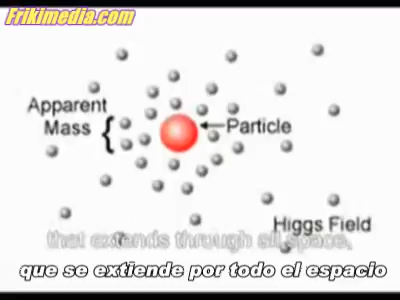 Frikimedia.com
Apparent
Mass
Particle
Higgs Field
that extends through all space,
que se extiende por todo el espacio